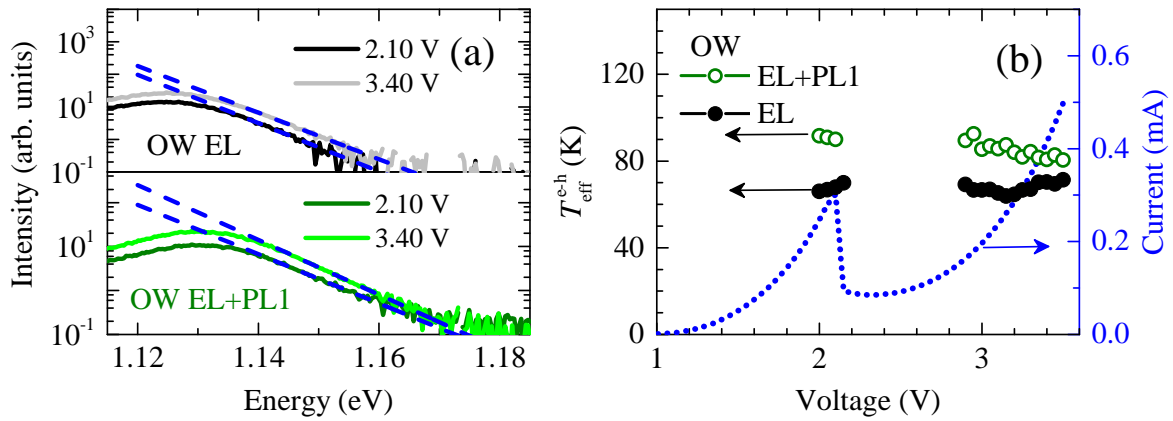 10³
2.10 V
(a)
3.40 V
10¹
OW EL
10⁻¹
2.10 V
3.40 V
10¹
OW EL+PL1
10⁻¹
1.12 1.14 1.16 1.18
Energy (eV)
Intensity (arb. units)
OW
(b)
EL+PL1
EL
120
80
40
0
T_eff^e-h (K)
1 2 3
Voltage (V)
0.6
0.4
0.2
0.0
Current (mA)